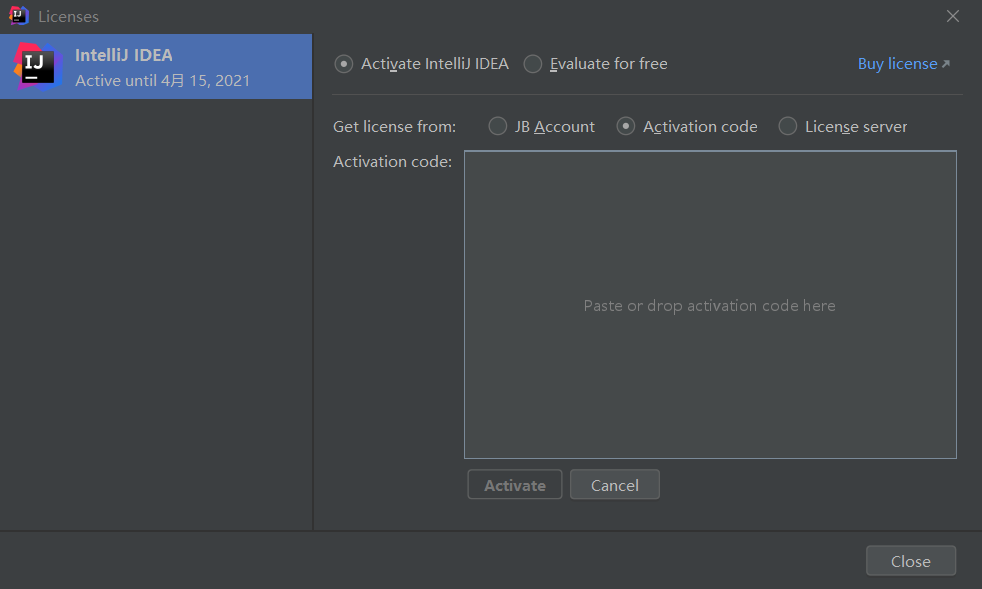 Licenses
IntelliJ IDEA
Active until 4月 15, 2021
Activate IntelliJ IDEA Evaluate for free Buy license
Get license from: JB Account Activation code License server
Activation code:
Paste or drop activation code here
Activate Cancel
Close